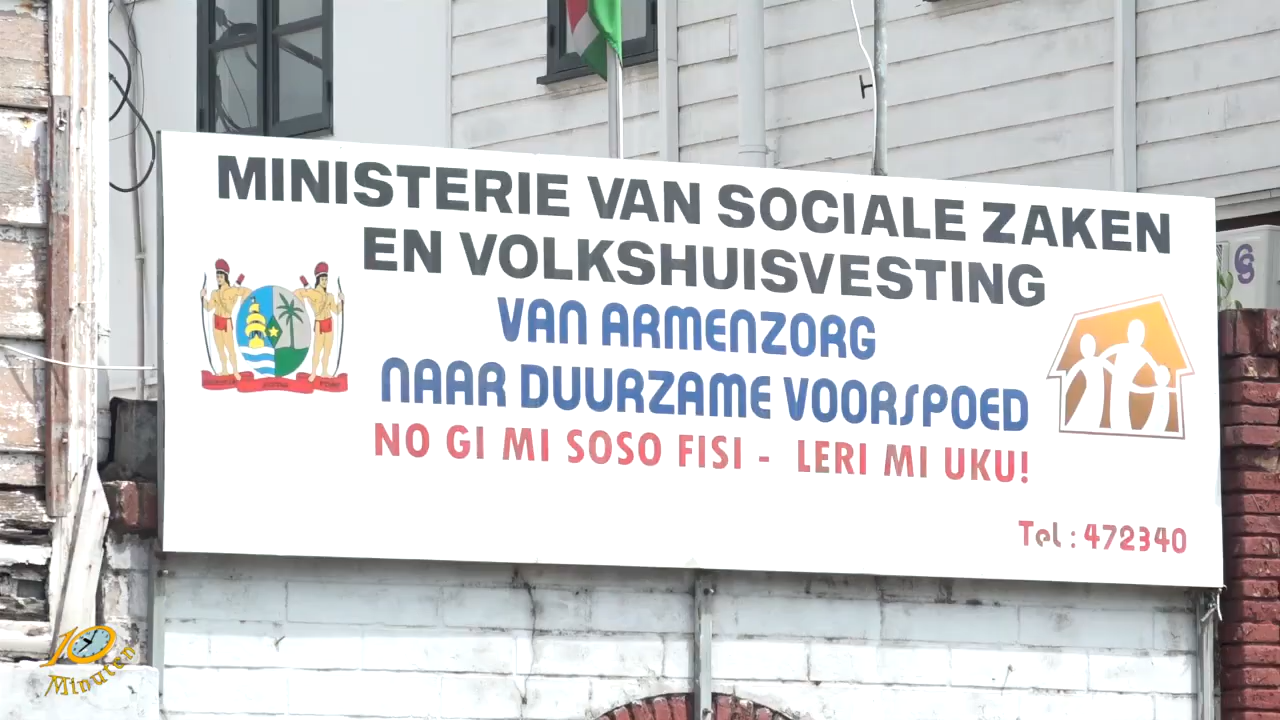 MINISTERIE VAN SOCIALE ZAKEN
EN VOLKSHUISVESTING
VAN ARMENZORG
NAAR DUURZAME VOORSPOED
NO GI MI SOSO FISI - LERI MI UKU!
Tel : 472340
10
Minuten